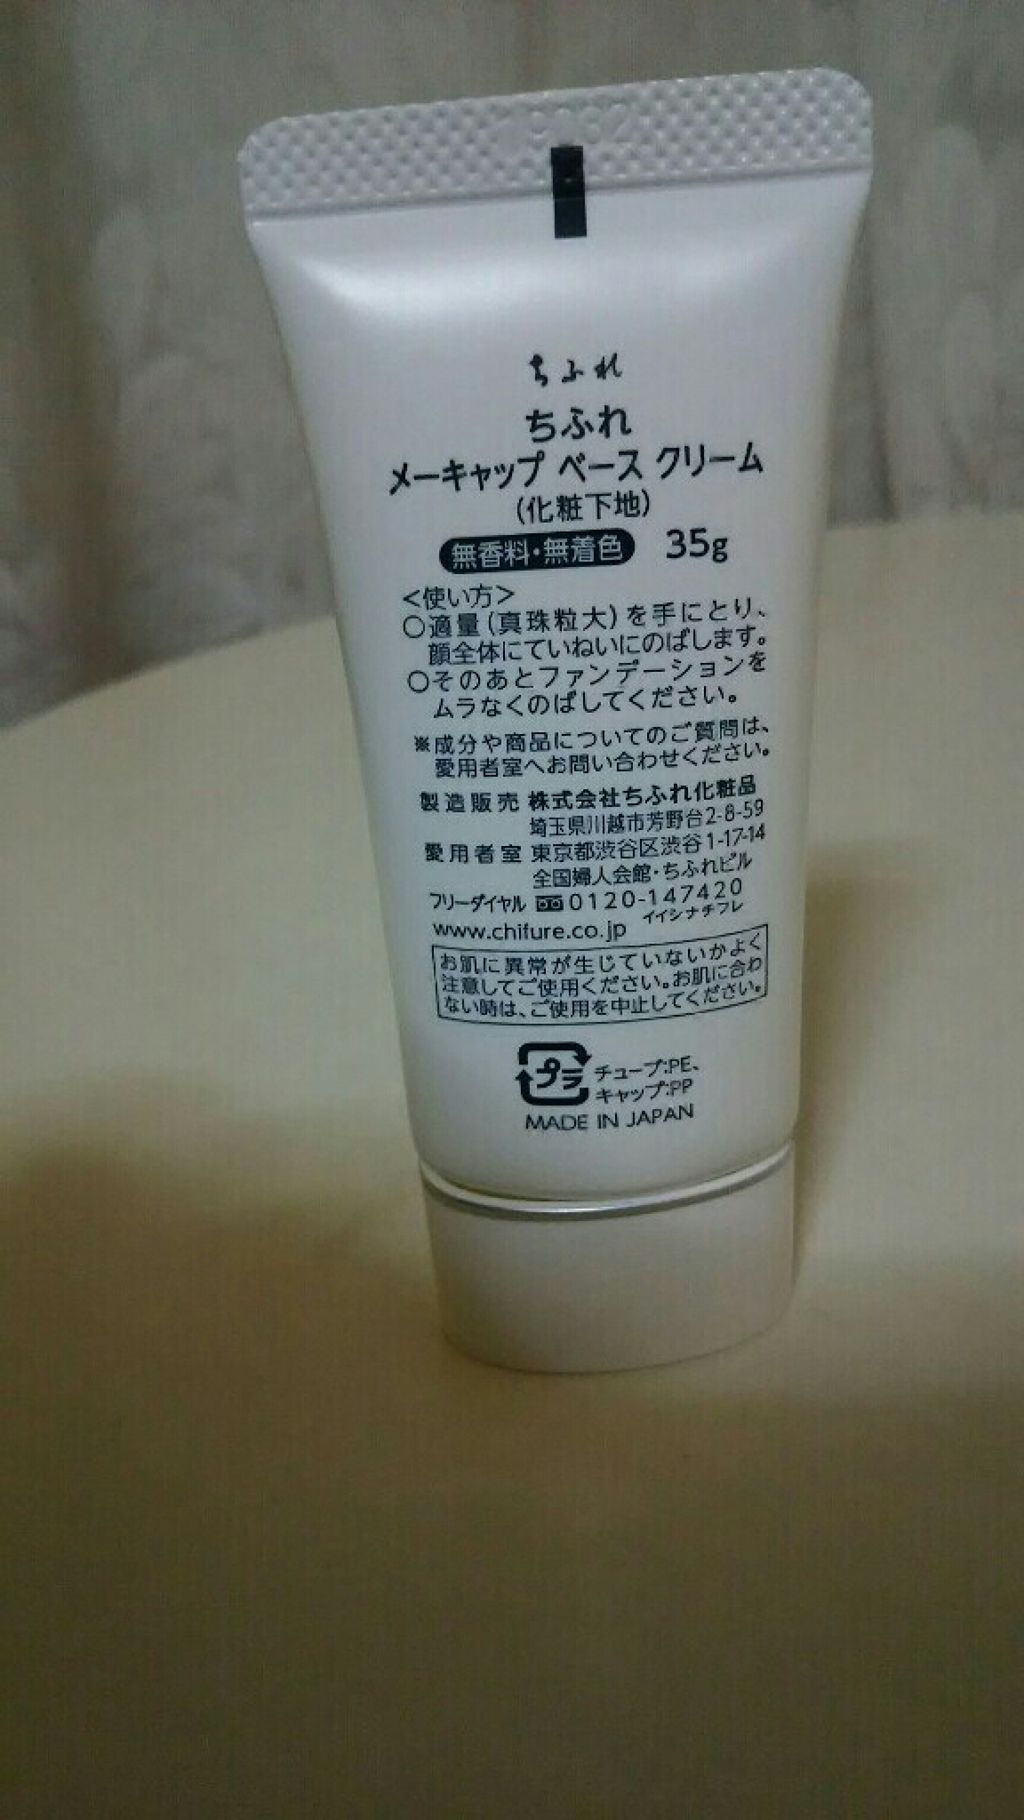 ちふれ
ちふれ
メーキャップ ベース クリーム
(化粧下地)
無香料・無着色 35g
<使い方>
○適量(真珠粒大)を手にとり、
顔全体にていねいにのばします。
○そのあとファンデーションを
ムラなくのばしてください。
※成分や商品についてのご質問は、
愛用者室へお問い合わせください。
製造販売 株式会社ちふれ化粧品
埼玉県川越市芳野台2-8-59
愛用者室 東京都渋谷区渋谷1-17-14
全国婦人会館・ちふれビル
フリーダイヤル 0120-147420
イイシナチフレ
www.chifure.co.jp
お肌に異常が生じていないかよく
注意してご使用ください。お肌に合わ
ない時は、ご使用を中止してください。
プラ チューブ:PE、
キャップ:PP
MADE IN JAPAN